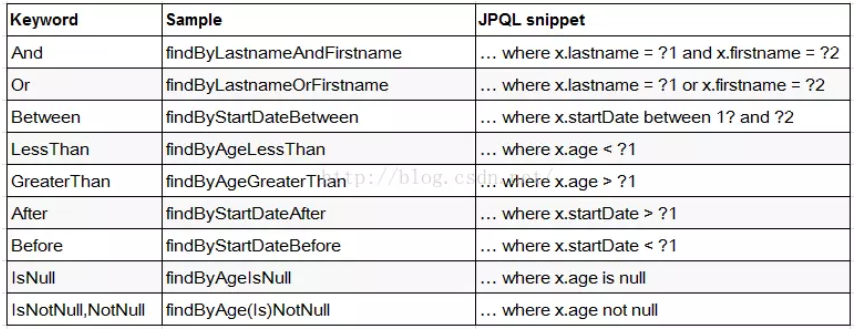 Keyword Sample JPQL snippet
And findByLastnameAndFirstname … where x.lastname = ?1 and x.firstname = ?2
Or findByLastnameOrFirstname … where x.lastname = ?1 or x.firstname = ?2
Between findByStartDateBetween … where x.startDate between 1? and ?2
LessThan findByAgeLessThan … where x.age < ?1
http://blog.csdn.net/
GreaterThan findByAgeGreaterThan … where x.age > ?1
After findByStartDateAfter … where x.startDate > ?1
Before findByStartDateBefore … where x.startDate < ?1
IsNull findByAgeIsNull … where x.age is null
IsNotNull,NotNull findByAge(Is)NotNull … where x.age not null